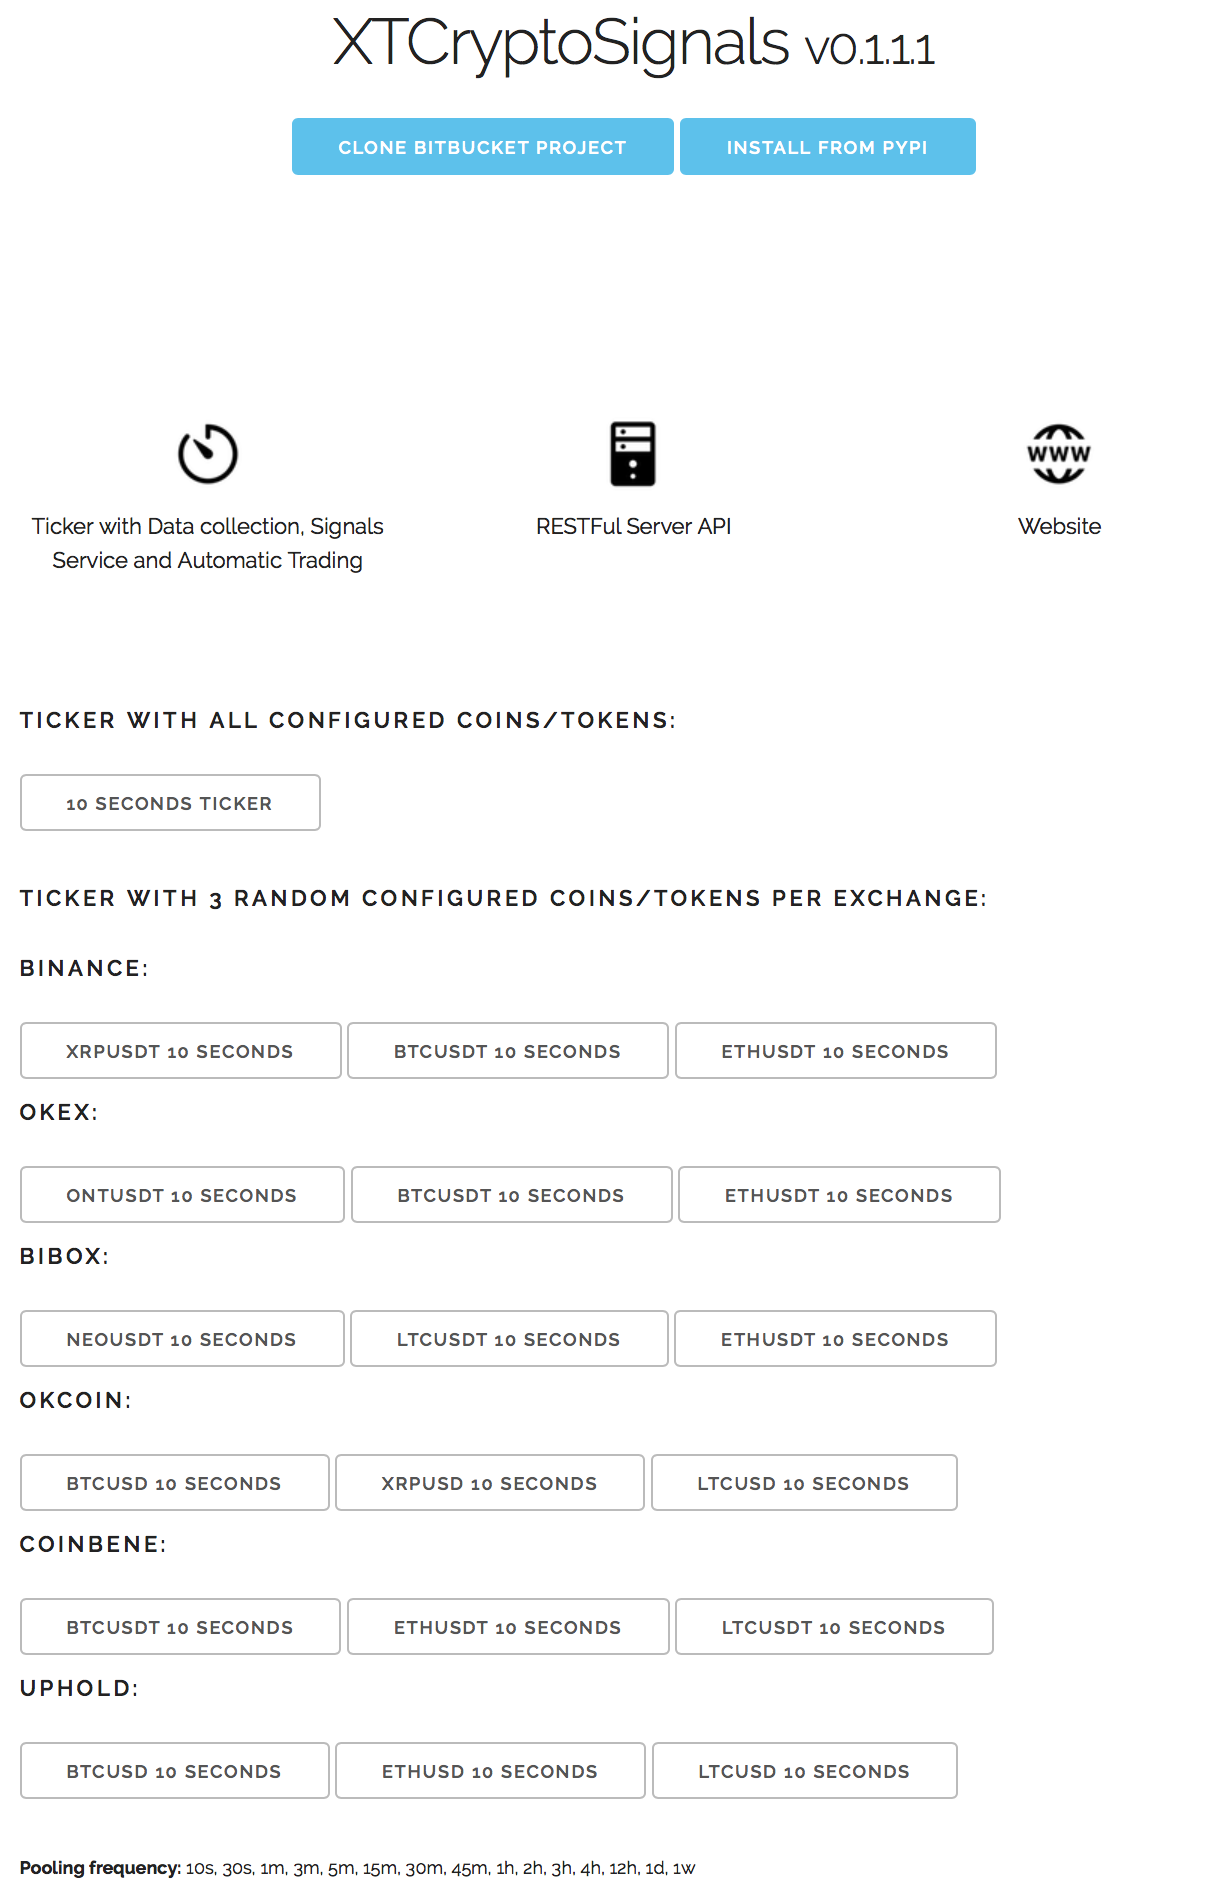 XTCryptoSignals v0.1.1.1
CLONE BITBUCKET PROJECT INSTALL FROM PYPI
WWW
Ticker with Data collection, Signals
Service and Automatic Trading
RESTFul Server API
Website
TICKER WITH ALL CONFIGURED COINS/TOKENS:
10 SECONDS TICKER
TICKER WITH 3 RANDOM CONFIGURED COINS/TOKENS PER EXCHANGE:
BINANCE:
XRPUSDT 10 SECONDS BTCUSDT 10 SECONDS ETHUSDT 10 SECONDS
OKEX:
ONTUSDT 10 SECONDS BTCUSDT 10 SECONDS ETHUSDT 10 SECONDS
BIBOX:
NEOUSDT 10 SECONDS LTCUSDT 10 SECONDS ETHUSDT 10 SECONDS
OKCOIN:
BTCUSD 10 SECONDS XRPUSD 10 SECONDS LTCUSD 10 SECONDS
COINBENE:
BTCUSDT 10 SECONDS ETHUSDT 10 SECONDS LTCUSDT 10 SECONDS
UPHOLD:
BTCUSD 10 SECONDS ETHUSD 10 SECONDS LTCUSD 10 SECONDS
Pooling frequency: 10s, 30s, 1m, 3m, 5m, 15m, 30m, 45m, 1h, 2h, 3h, 4h, 12h, 1d, 1w